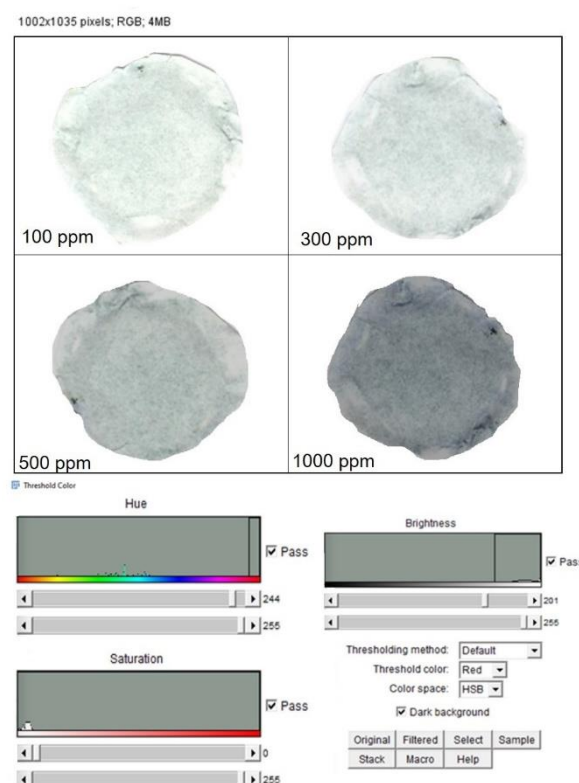 1002x1035 pixels; RGB; 4MB
100 ppm
300 ppm
500 ppm
1000 ppm
Threshold Color
Hue
Pass
244
255
Saturation
Pass
0
255
Brightness
Pas
201
255
Thresholding method: Default
Threshold color: Red
Color space: HSB
Dark background
Original Filtered Select Sample
Stack Macro Help